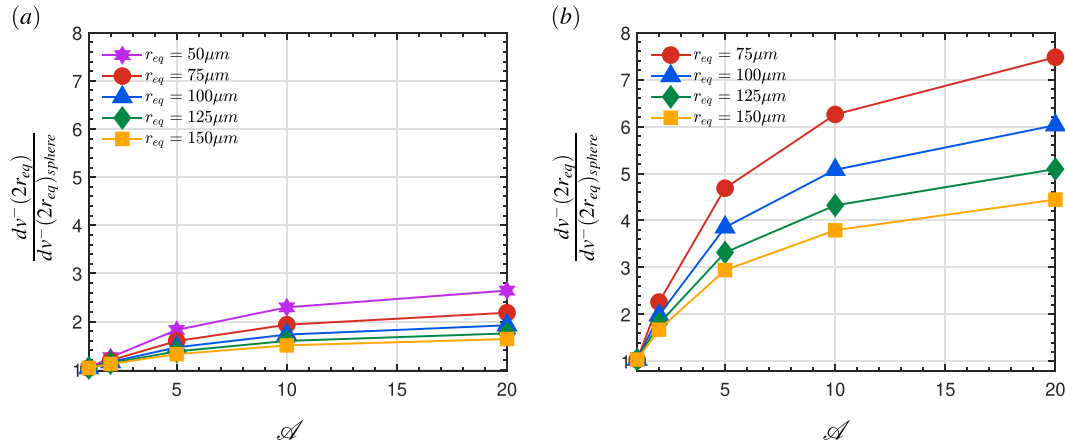 (a)
8
7
6
5
4
3
2
1
r_eq = 50μm
r_eq = 75μm
r_eq = 100μm
r_eq = 125μm
r_eq = 150μm
dv⁻(2r_eq)
dv⁻(2r_eq)_sphere
5 10 15 20
𝒜
(b)
8
7
6
5
4
3
2
1
r_eq = 75μm
r_eq = 100μm
r_eq = 125μm
r_eq = 150μm
dv⁻(2r_eq)
dv⁻(2r_eq)_sphere
5 10 15 20
𝒜